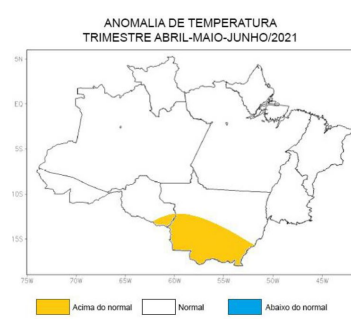 ANOMALIA DE TEMPERATURA
TRIMESTRE ABRIL-MAIO-JUNHO/2021
5N
EQ
5S
10S
15S
75W 70W 65W 60W 55W 50W 45W
Acima do normal Normal Abaixo do normal